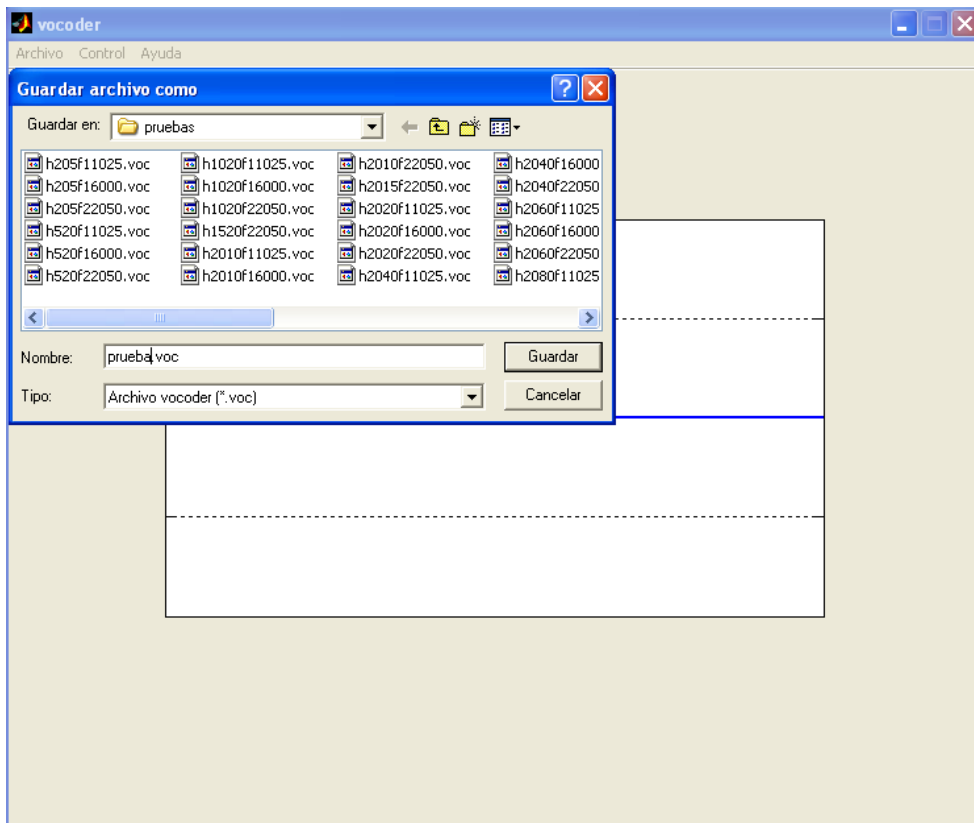 vocoder
Archivo Control Ayuda
Guardar archivo como
Guardar en: pruebas
h205f11025.voc h1020f11025.voc h2010f22050.voc h2040f16000
h205f16000.voc h1020f16000.voc h2015f22050.voc h2040f22050
h205f22050.voc h1020f22050.voc h2020f11025.voc h2060f11025
h520f11025.voc h1520f22050.voc h2020f16000.voc h2060f16000
h520f16000.voc h2010f11025.voc h2020f22050.voc h2060f22050
h520f22050.voc h2010f16000.voc h2040f11025.voc h2080f11025
Nombre: prueba.voc Guardar
Tipo: Archivo vocoder (*.voc) Cancelar